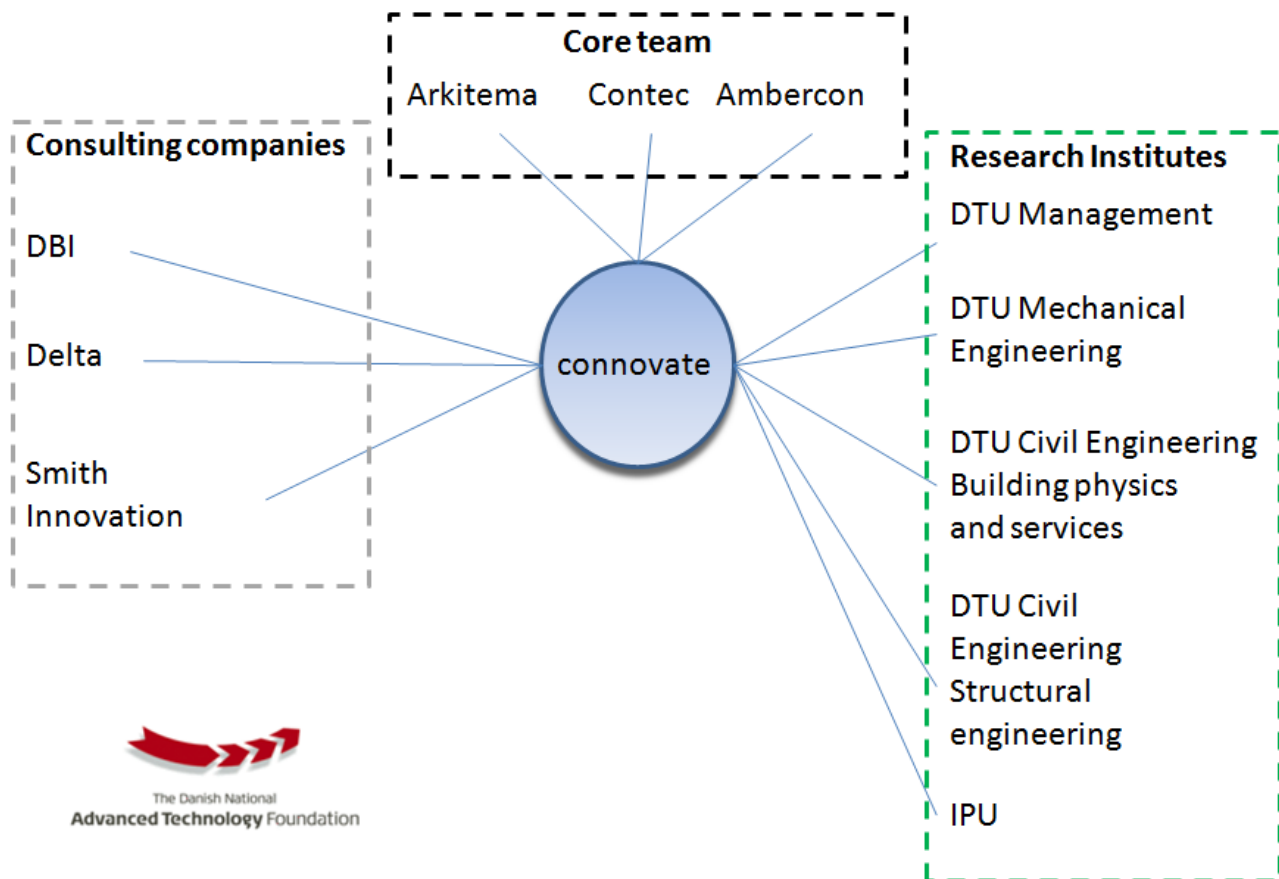 Core team
Arkitema Contec Ambercon
Consulting companies
DBI
Delta
Smith
Innovation
connovate
Research Institutes
DTU Management
DTU Mechanical
Engineering
DTU Civil Engineering
Building physics
and services
DTU Civil
Engineering
Structural
engineering
IPU
The Danish National
Advanced Technology Foundation